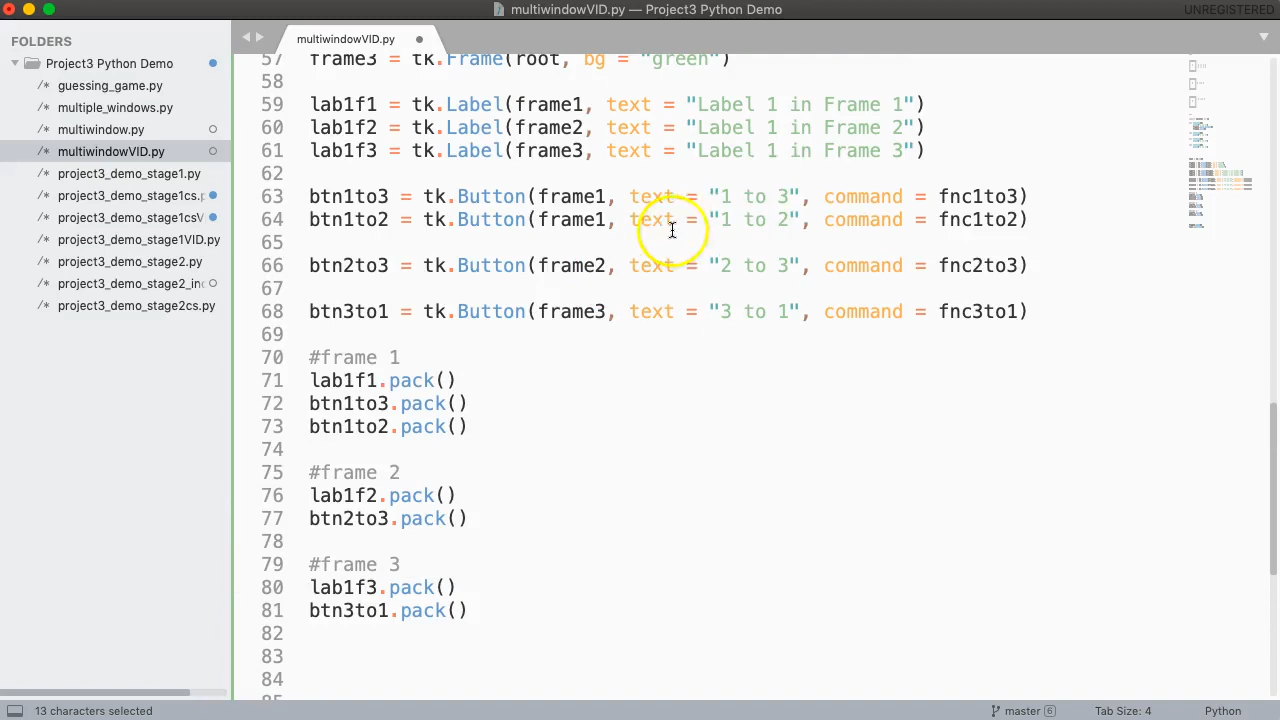 multiwindowVID.py — Project3 Python Demo
UNREGISTERED
FOLDERS
Project3 Python Demo
guessing_game.py
multiple_windows.py
multiwindow.py
multiwindowVID.py
project3_demo_stage1.py
project3_demo_stage1cs.p
project3_demo_stage1csV
project3_demo_stage1VID.py
project3_demo_stage2.py
project3_demo_stage2_in
project3_demo_stage2cs.py
multiwindowVID.py
57 frame3 = tk.Frame(root, bg = "green")
58
59 lab1f1 = tk.Label(frame1, text = "Label 1 in Frame 1")
60 lab1f2 = tk.Label(frame2, text = "Label 1 in Frame 2")
61 lab1f3 = tk.Label(frame3, text = "Label 1 in Frame 3")
62
63 btn1to3 = tk.Button(frame1, text = "1 to 3", command = fnc1to3)
64 btn1to2 = tk.Button(frame1, text = "1 to 2", command = fnc1to2)
65
66 btn2to3 = tk.Button(frame2, text = "2 to 3", command = fnc2to3)
67
68 btn3to1 = tk.Button(frame3, text = "3 to 1", command = fnc3to1)
69
70 #frame 1
71 lab1f1.pack()
72 btn1to3.pack()
73 btn1to2.pack()
74
75 #frame 2
76 lab1f2.pack()
77 btn2to3.pack()
78
79 #frame 3
80 lab1f3.pack()
81 btn3to1.pack()
82
83
84
85
13 characters selected
master 6
Tab Size: 4
Python